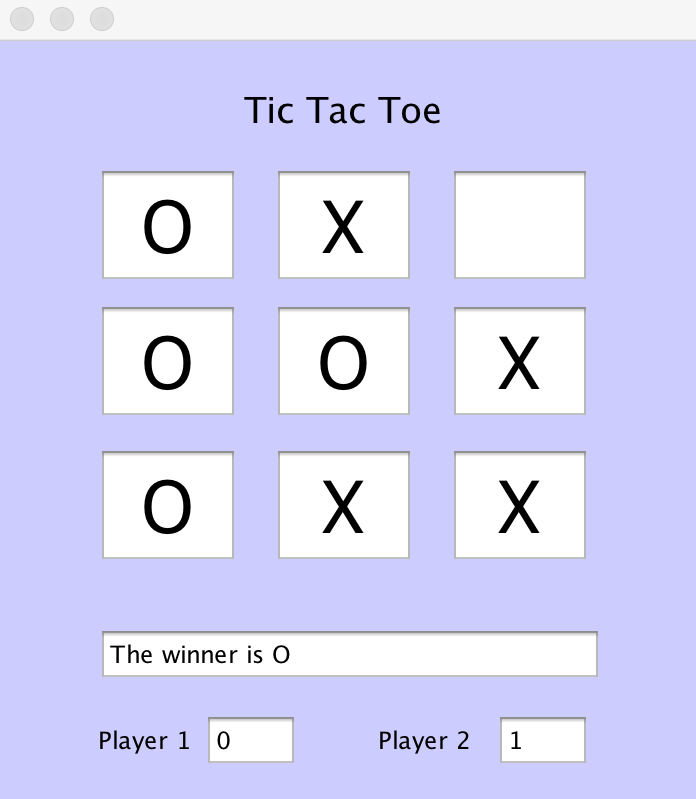 Tic Tac Toe
O X
O O X
O X X
The winner is O
Player 1 0 Player 2 1